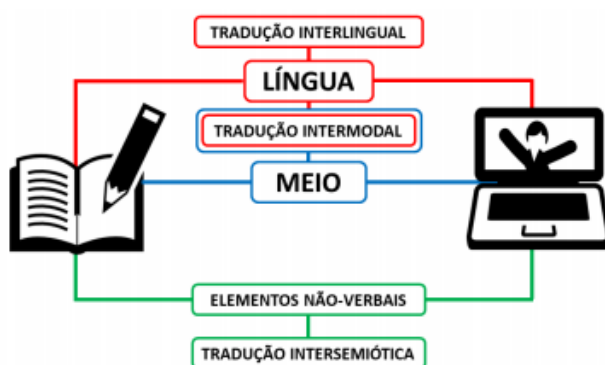 TRADUÇÃO INTERLINGUAL
LÍNGUA
TRADUÇÃO INTERMODAL
MEIO
ELEMENTOS NÃO-VERBAIS
TRADUÇÃO INTERSEMIÓTICA